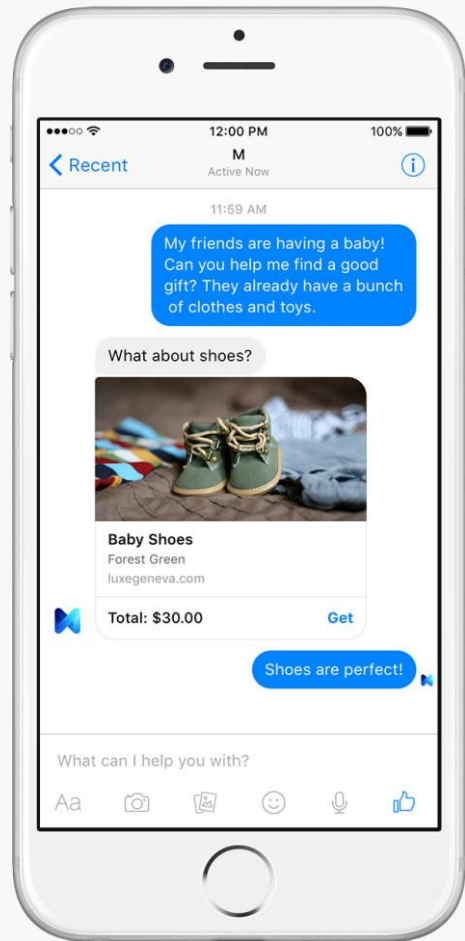 12:00 PM
100%
Recent
M
Active Now
11:59 AM
My friends are having a baby!
Can you help me find a good
gift? They already have a bunch
of clothes and toys.
What about shoes?
Baby Shoes
Forest Green
luxegeneva.com
Total: $30.00
Get
Shoes are perfect!
What can I help you with?
Aa